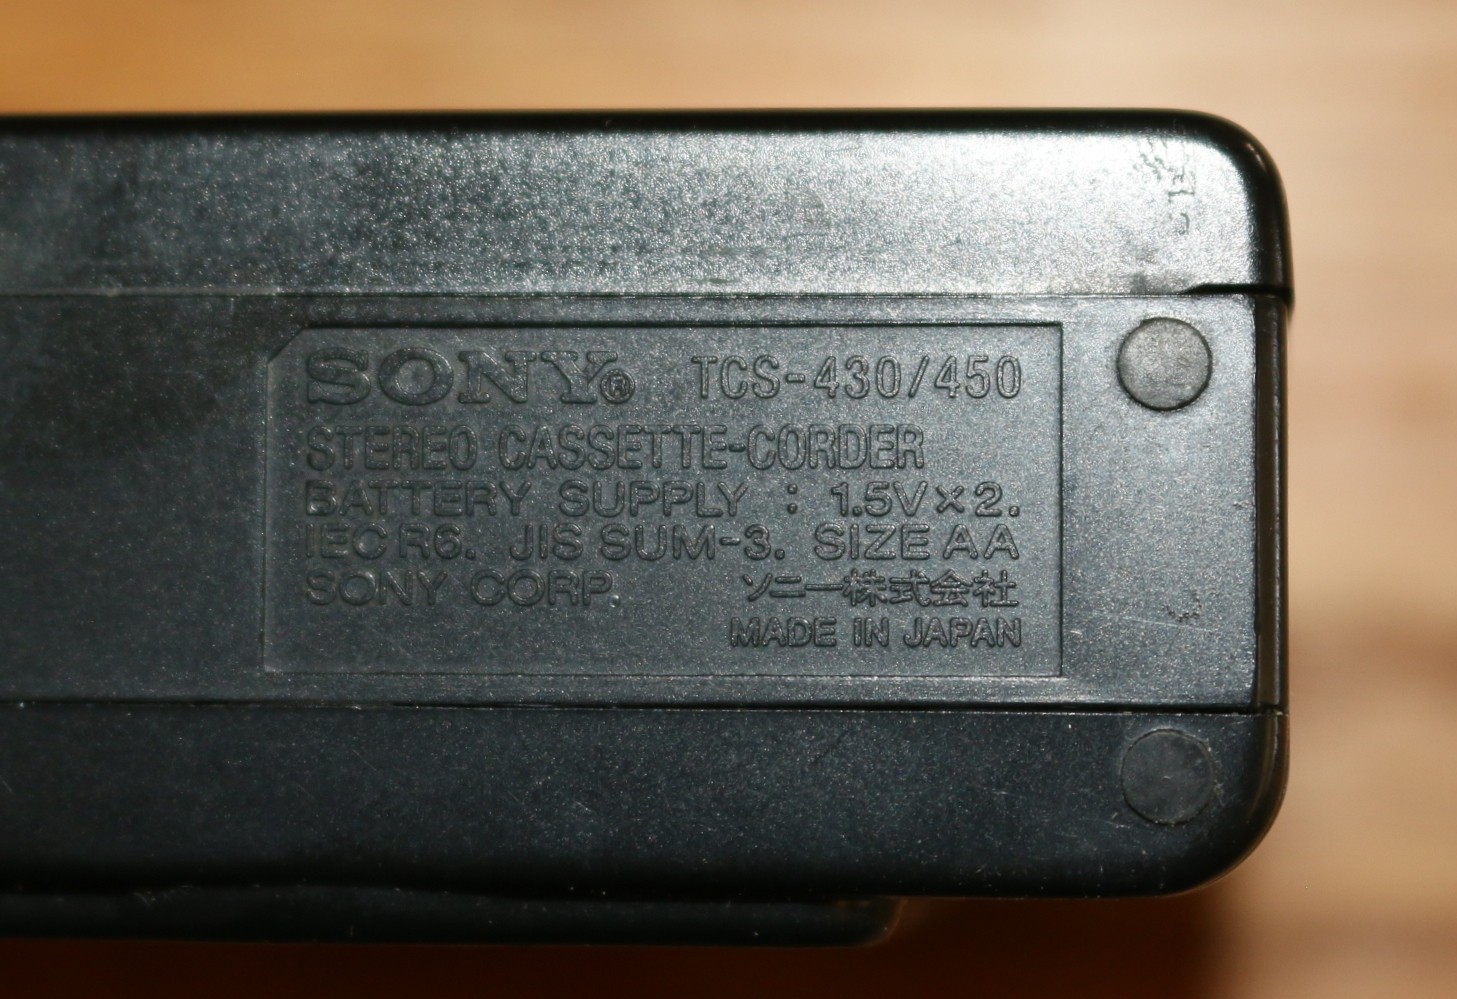 SONY® TCS-430/450
STEREO CASSETTE-CORDER
BATTERY SUPPLY : 1.5V×2.
IEC R6. JIS SUM-3. SIZE AA
SONY CORP. ソニー株式会社
MADE IN JAPAN